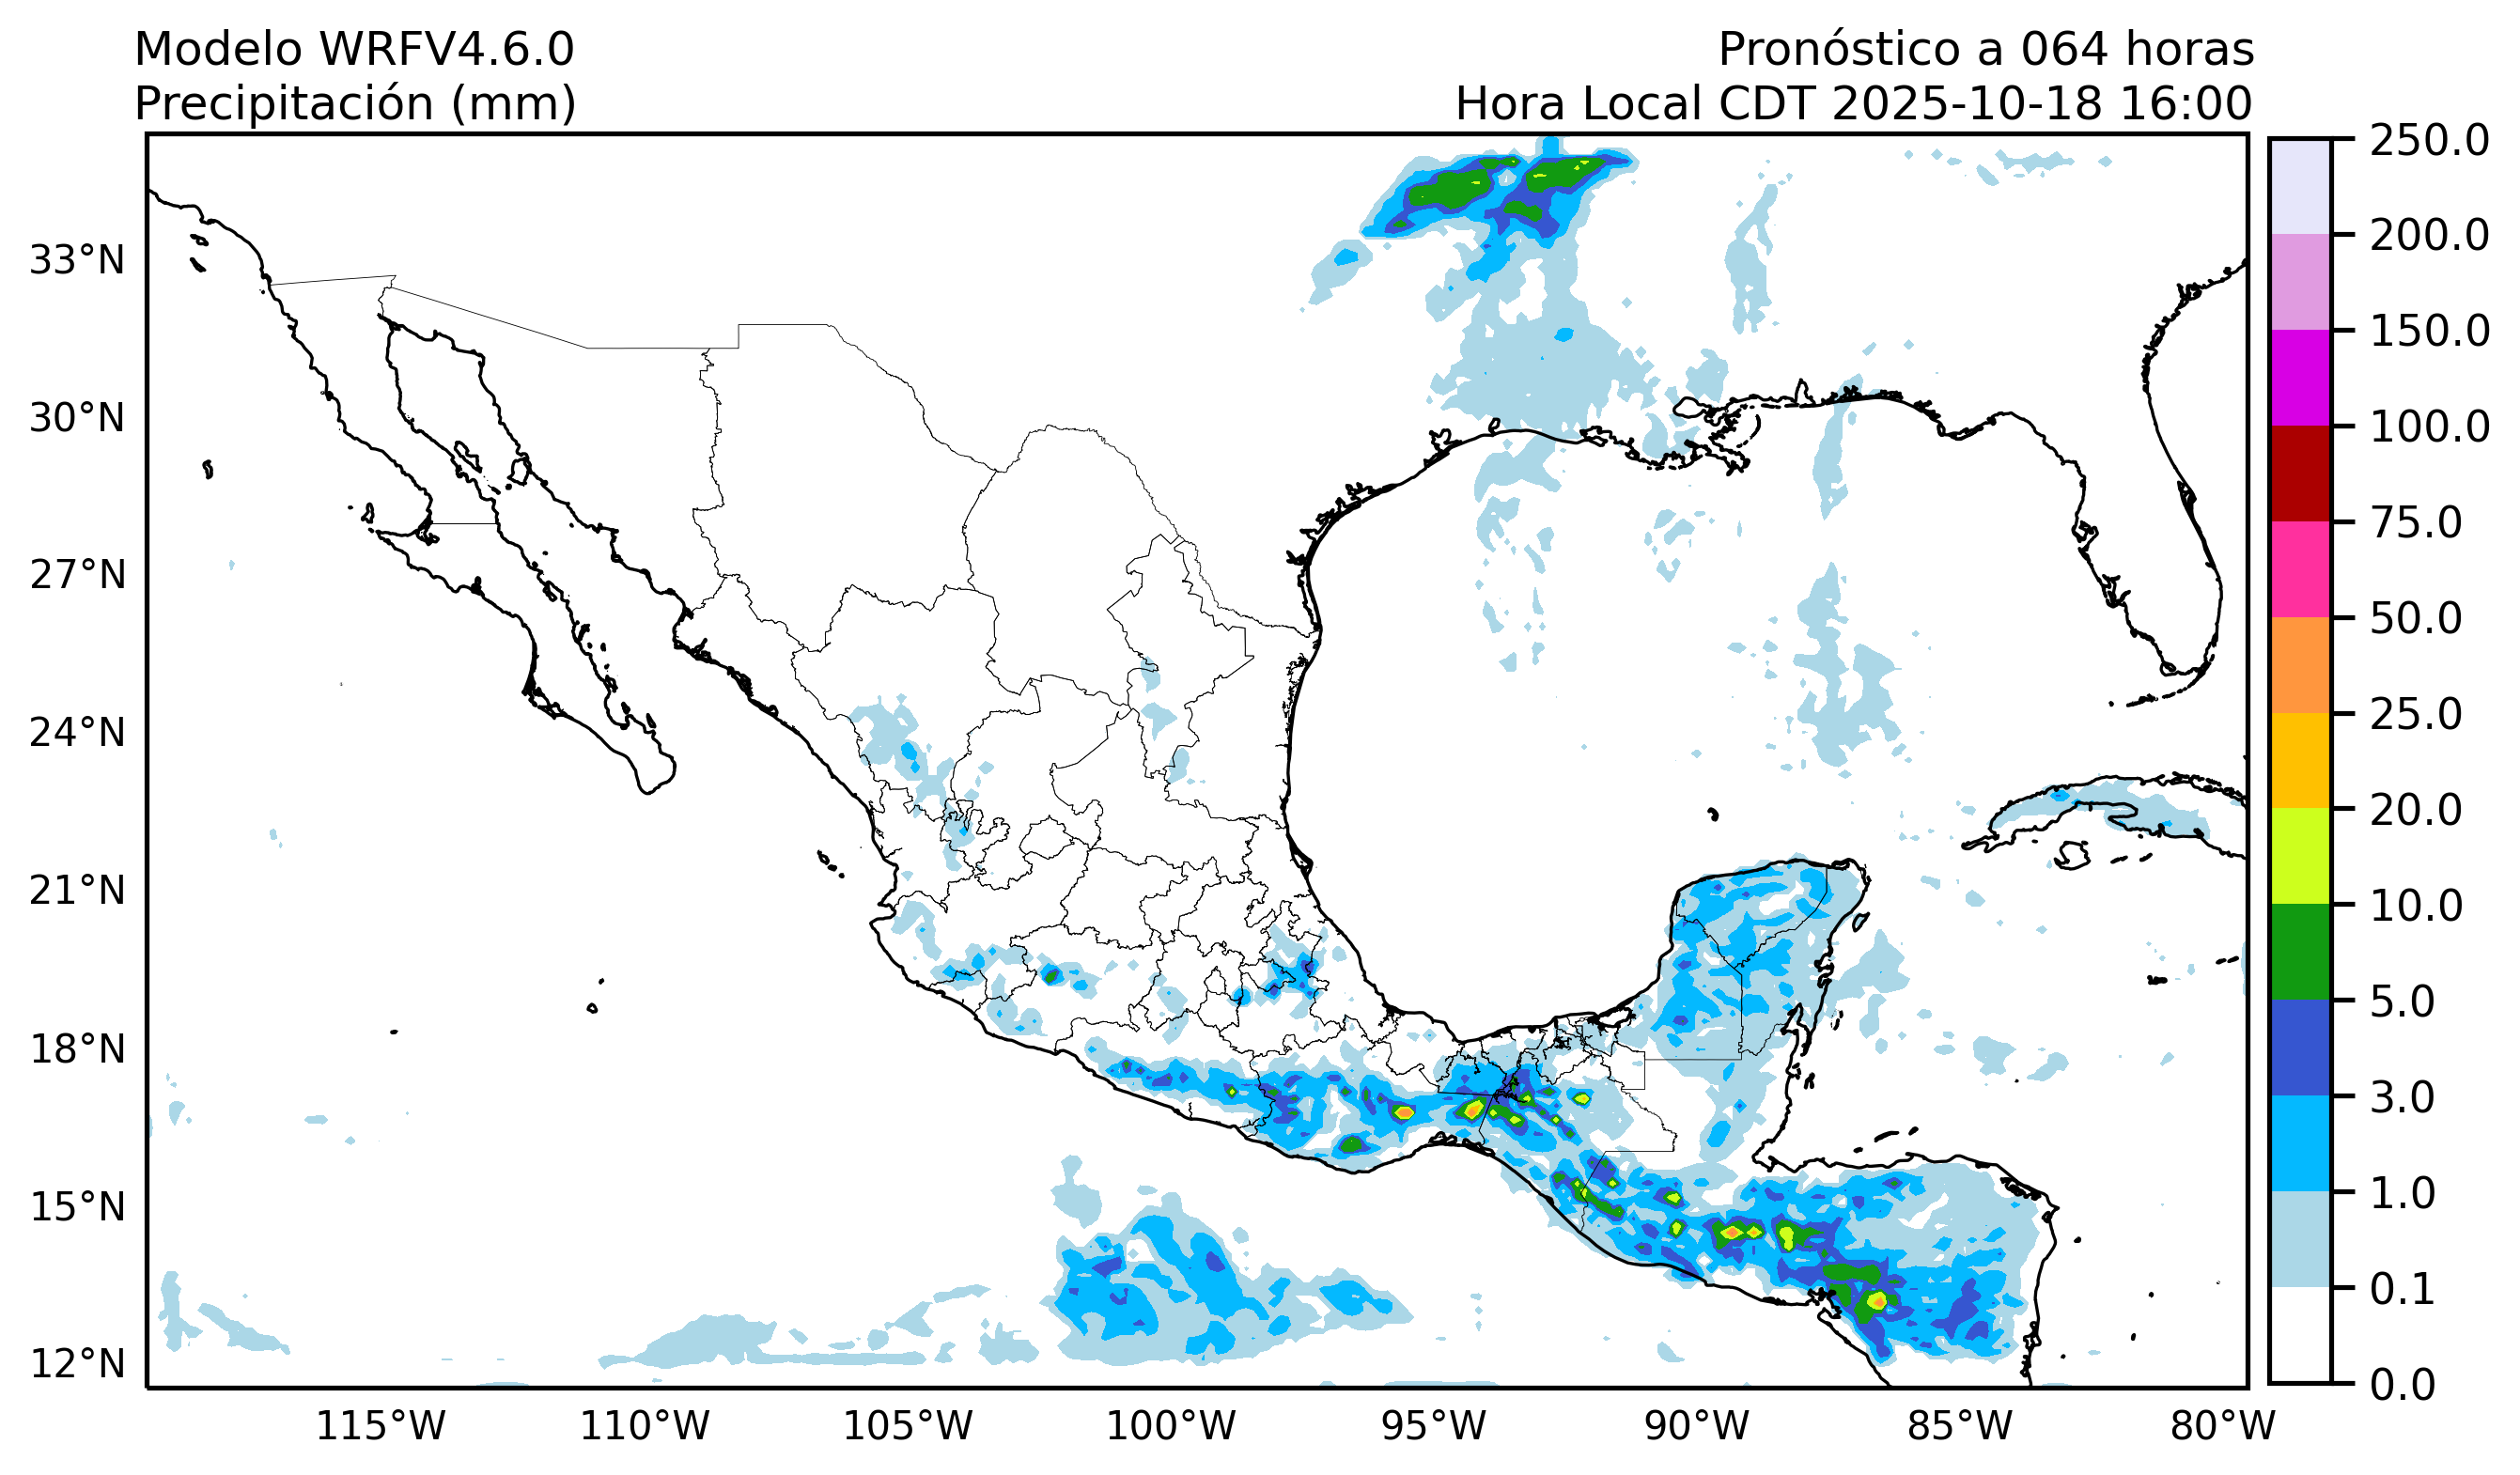 Modelo WRFV4.6.0
Precipitación (mm)
Pronóstico a 064 horas
Hora Local CDT 2025-10-18 16:00
33°N
30°N
27°N
24°N
21°N
18°N
15°N
12°N
115°W
110°W
105°W
100°W
95°W
90°W
85°W
80°W
250.0
200.0
150.0
100.0
75.0
50.0
25.0
20.0
10.0
5.0
3.0
1.0
0.1
0.0